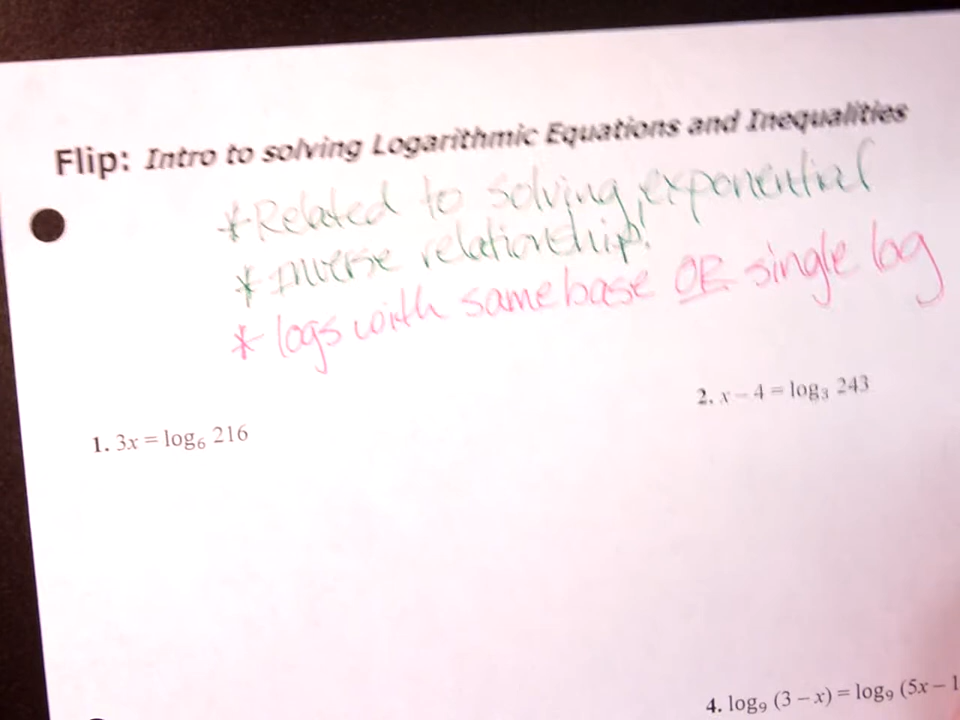 Flip: Intro to solving Logarithmic Equations and Inequalities
* Related to solving exponential
* Inverse relationship!
* logs with same base OR single log
2. x – 4 = log₃ 243
1. 3x = log₆ 216
4. log₉ (3 – x) = log₉ (5x – 1